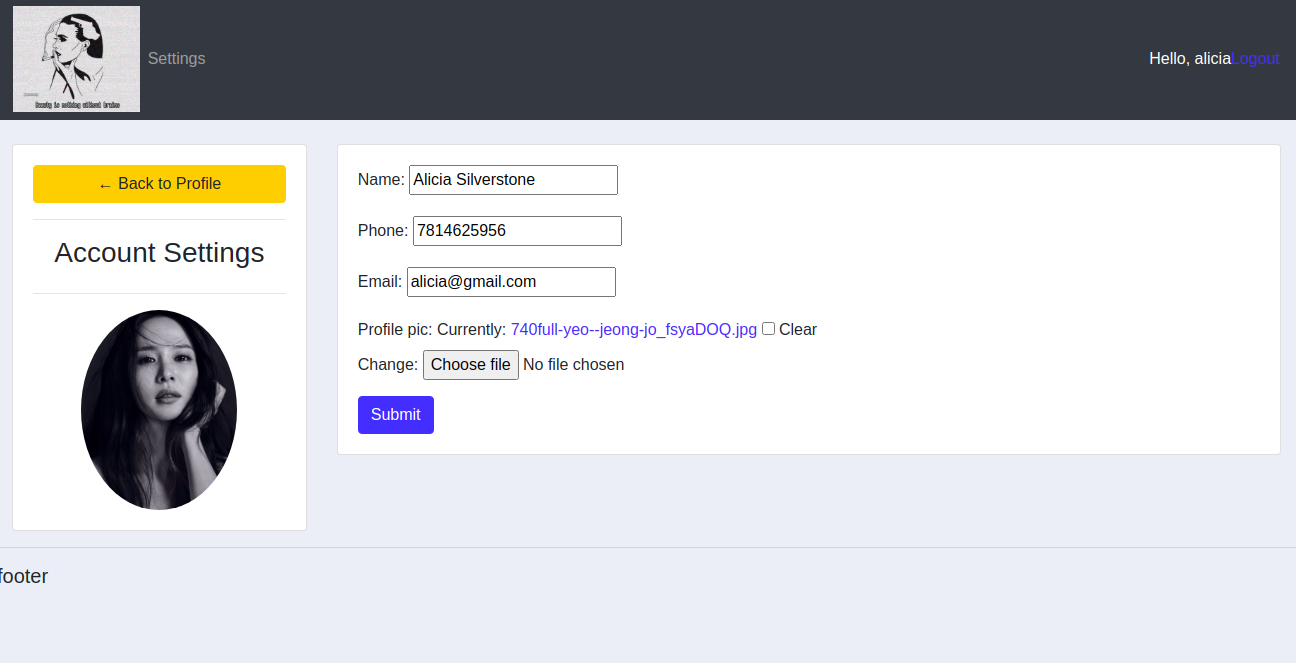 Beauty is nothing without brains
Settings
Hello, aliciaLogout
← Back to Profile
Account Settings
Name: Alicia Silverstone
Phone: 7814625956
Email: alicia@gmail.com
Profile pic: Currently: 740full-yeo--jeong-jo_fsyaDOQ.jpg Clear
Change: Choose file No file chosen
Submit
footer